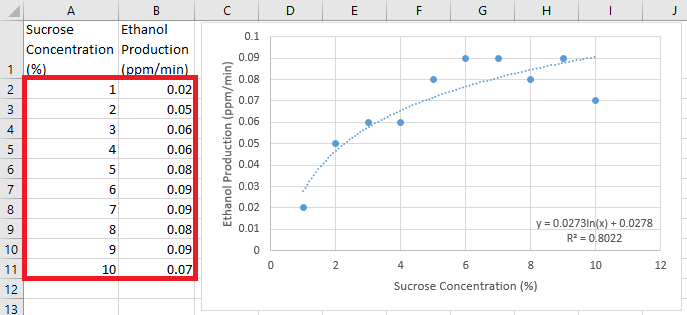 A B C D E F G H I J
1 Sucrose Concentration (%) Ethanol Production (ppm/min)
2 1 0.02
3 2 0.05
4 3 0.06
5 4 0.06
6 5 0.08
7 6 0.09
8 7 0.09
9 8 0.08
10 9 0.09
11 10 0.07
12
13
Ethanol Production (ppm/min)
0.1
0.09
0.08
0.07
0.06
0.05
0.04
0.03
0.02
0.01
0
y = 0.0273ln(x) + 0.0278
R² = 0.8022
0 2 4 6 8 10 12
Sucrose Concentration (%)